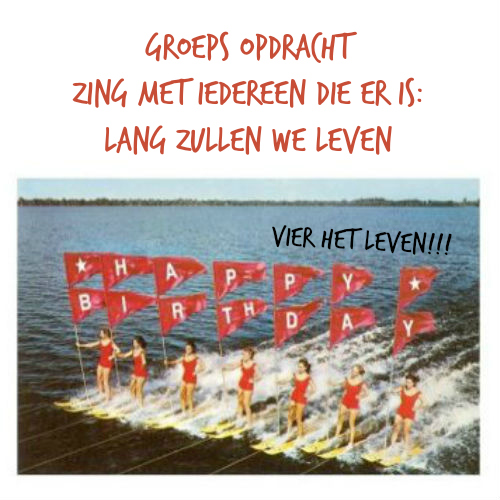 GROEPS OPDRACHT
ZING MET IEDEREEN DIE ER IS:
LANG ZULLEN WE LEVEN
VIER HET LEVEN!!!
★ HAPPY ★
BIRTHDAY